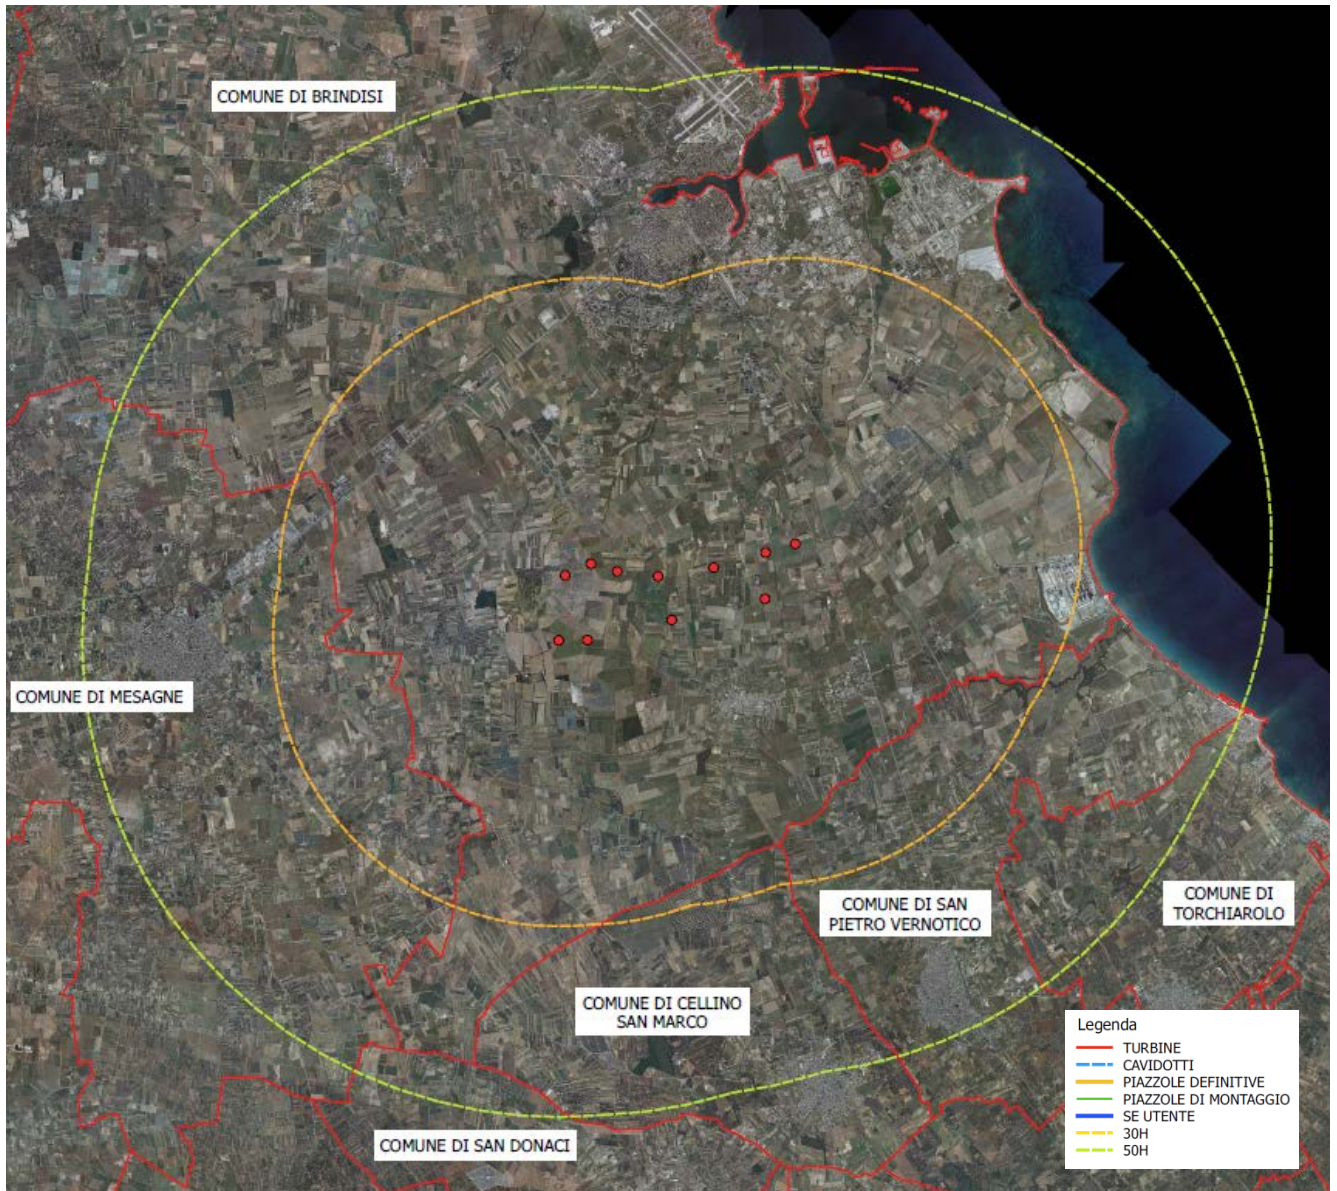 COMUNE DI BRINDISI
COMUNE DI MESAGNE
COMUNE DI SAN
PIETRO VERNOTICO
COMUNE DI
TORCHIAROLO
COMUNE DI CELLINO
SAN MARCO
COMUNE DI SAN DONACI
Legenda
TURBINE
CAVIDOTTI
PIAZZOLE DEFINITIVE
PIAZZOLE DI MONTAGGIO
SE UTENTE
30H
50H